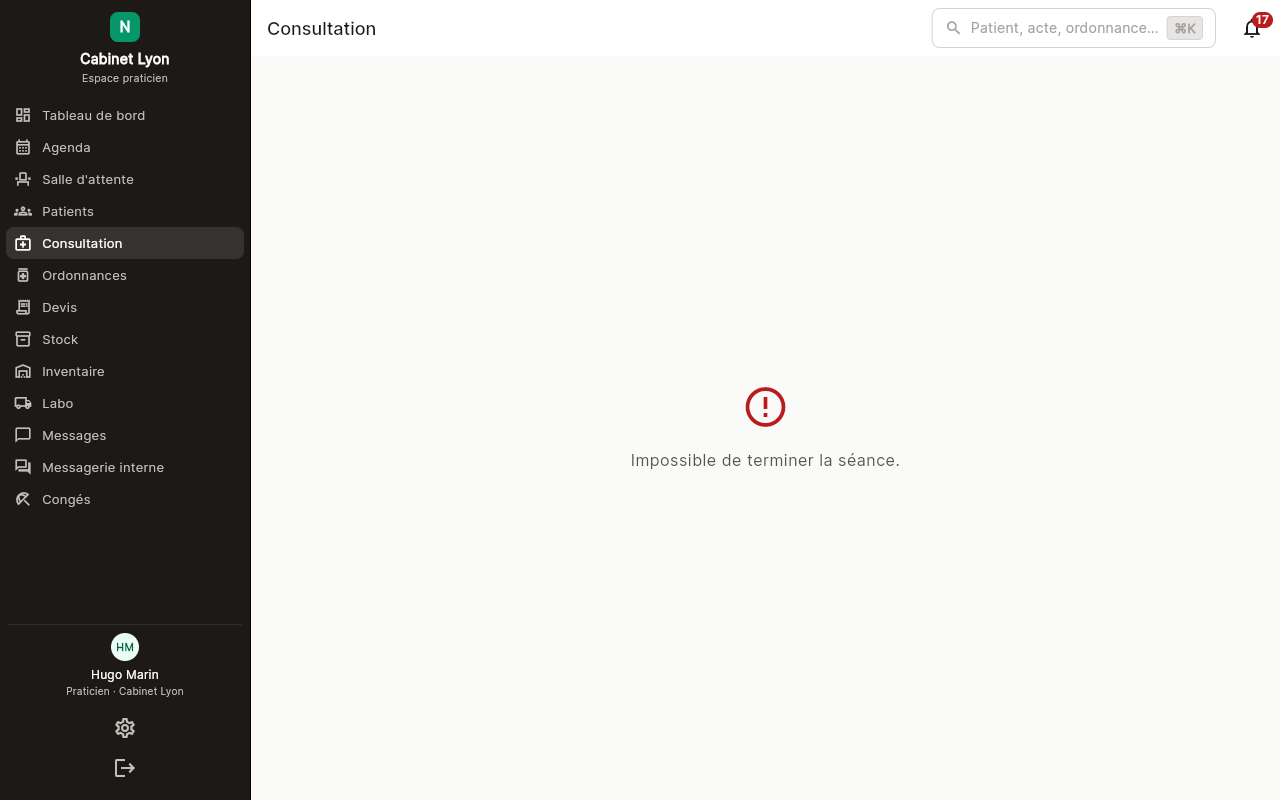 N
Cabinet Lyon
Espace praticien
Tableau de bord
Agenda
Salle d'attente
Patients
Consultation
Ordonnances
Devis
Stock
Inventaire
Labo
Messages
Messagerie interne
Congés
HM
Hugo Marin
Praticien · Cabinet Lyon
Consultation
Patient, acte, ordonnance... ⌘K
17
Impossible de terminer la séance.